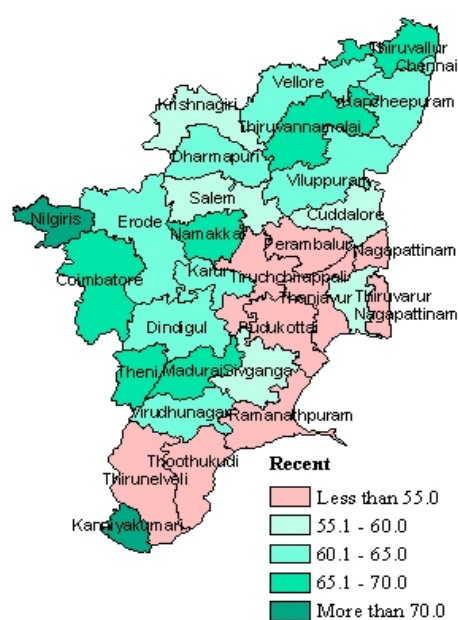 Thiruvallur
Chennai
Vellore
Kancheepuram
Krishnagiri
Thiruvannamalai
Dharmapuri
Viluppuram
Salem
Cuddalore
Nilgiris
Erode
Namakkal
Perambalur
Nagapattinam
Coimbatore
Karur
Tiruchchirappali
Thanjavur
Thiruvarur
Nagapattinam
Dindigul
Pudukottai
Theni
Madurai
Sivganga
Virudhunagar
Ramanathpuram
Thoothukudi
Thirunelveli
Kanniyakumari
Recent
Less than 55.0
55.1 - 60.0
60.1 - 65.0
65.1 - 70.0
More than 70.0